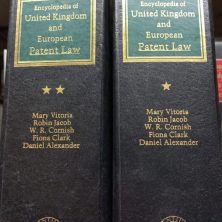 Encyclopedia of
United Kingdom
and
European
Patent Law
Mary Vitoria
Robin Jacob
W. R. Cornish
Fiona Clark
Daniel Alexander
Encyclopedia of
United Kingdom
and
European
Patent Law
Mary Vitoria
Robin Jacob
W. R. Cornish
Fiona Clark
Daniel Alexander